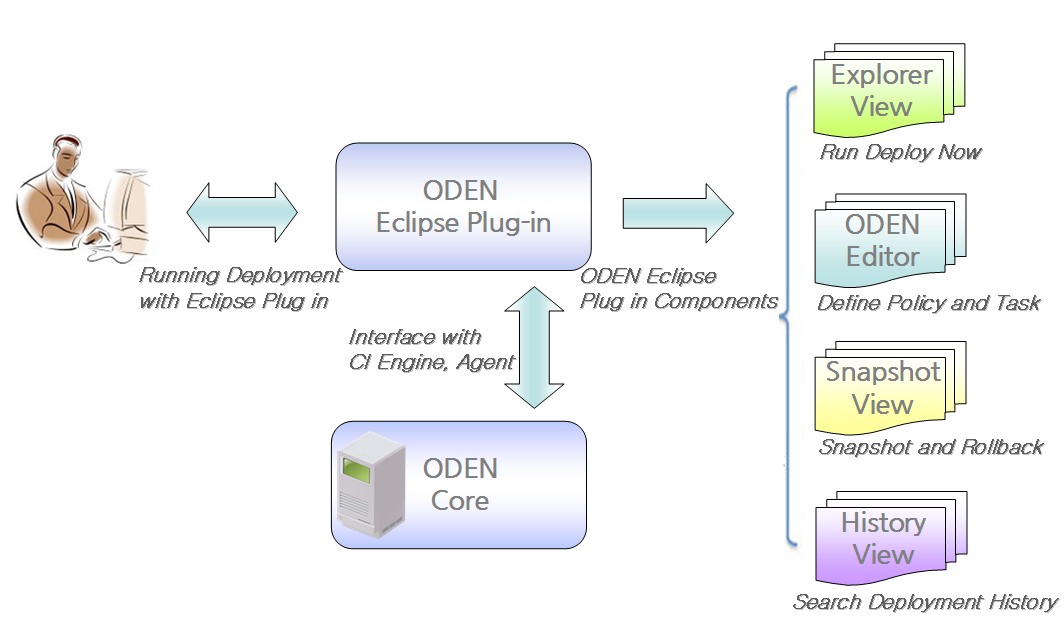 Explorer
View
Run Deploy Now
ODEN
Eclipse Plug-in
ODEN
Editor
Running Deployment
with Eclipse Plug in
ODEN Eclipse
Plug in Components
Define Policy and Task
Interface with
CI Engine, Agent
Snapshot
View
Snapshot and Rollback
ODEN
Core
History
View
Search Deployment History